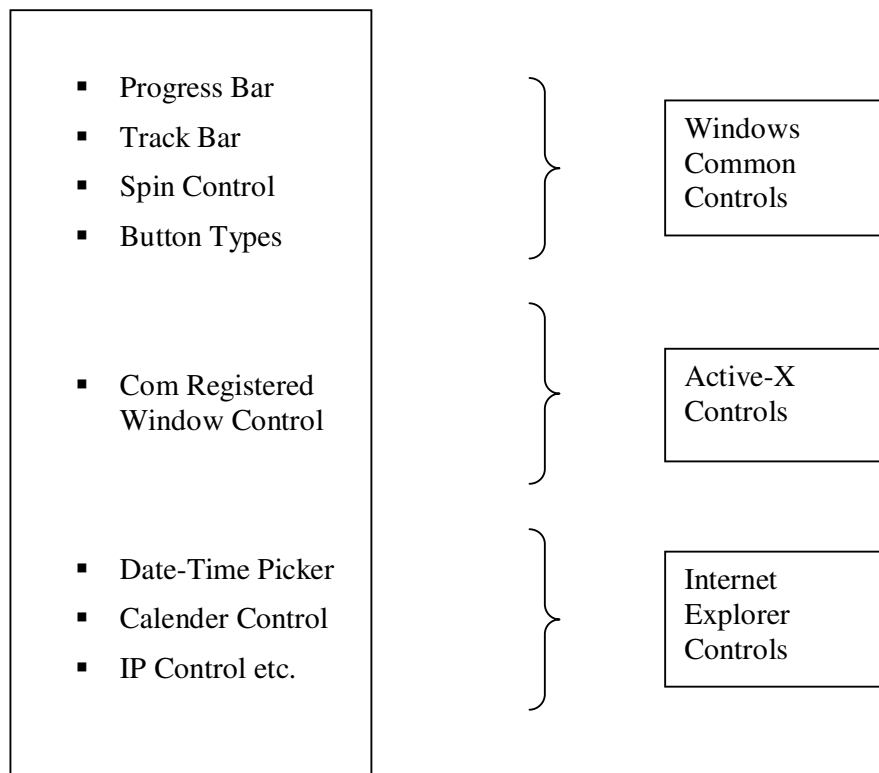 ▪ Progress Bar
▪ Track Bar
▪ Spin Control
▪ Button Types
Windows
Common
Controls
▪ Com Registered
Window Control
Active-X
Controls
▪ Date-Time Picker
▪ Calender Control
▪ IP Control etc.
Internet
Explorer
Controls